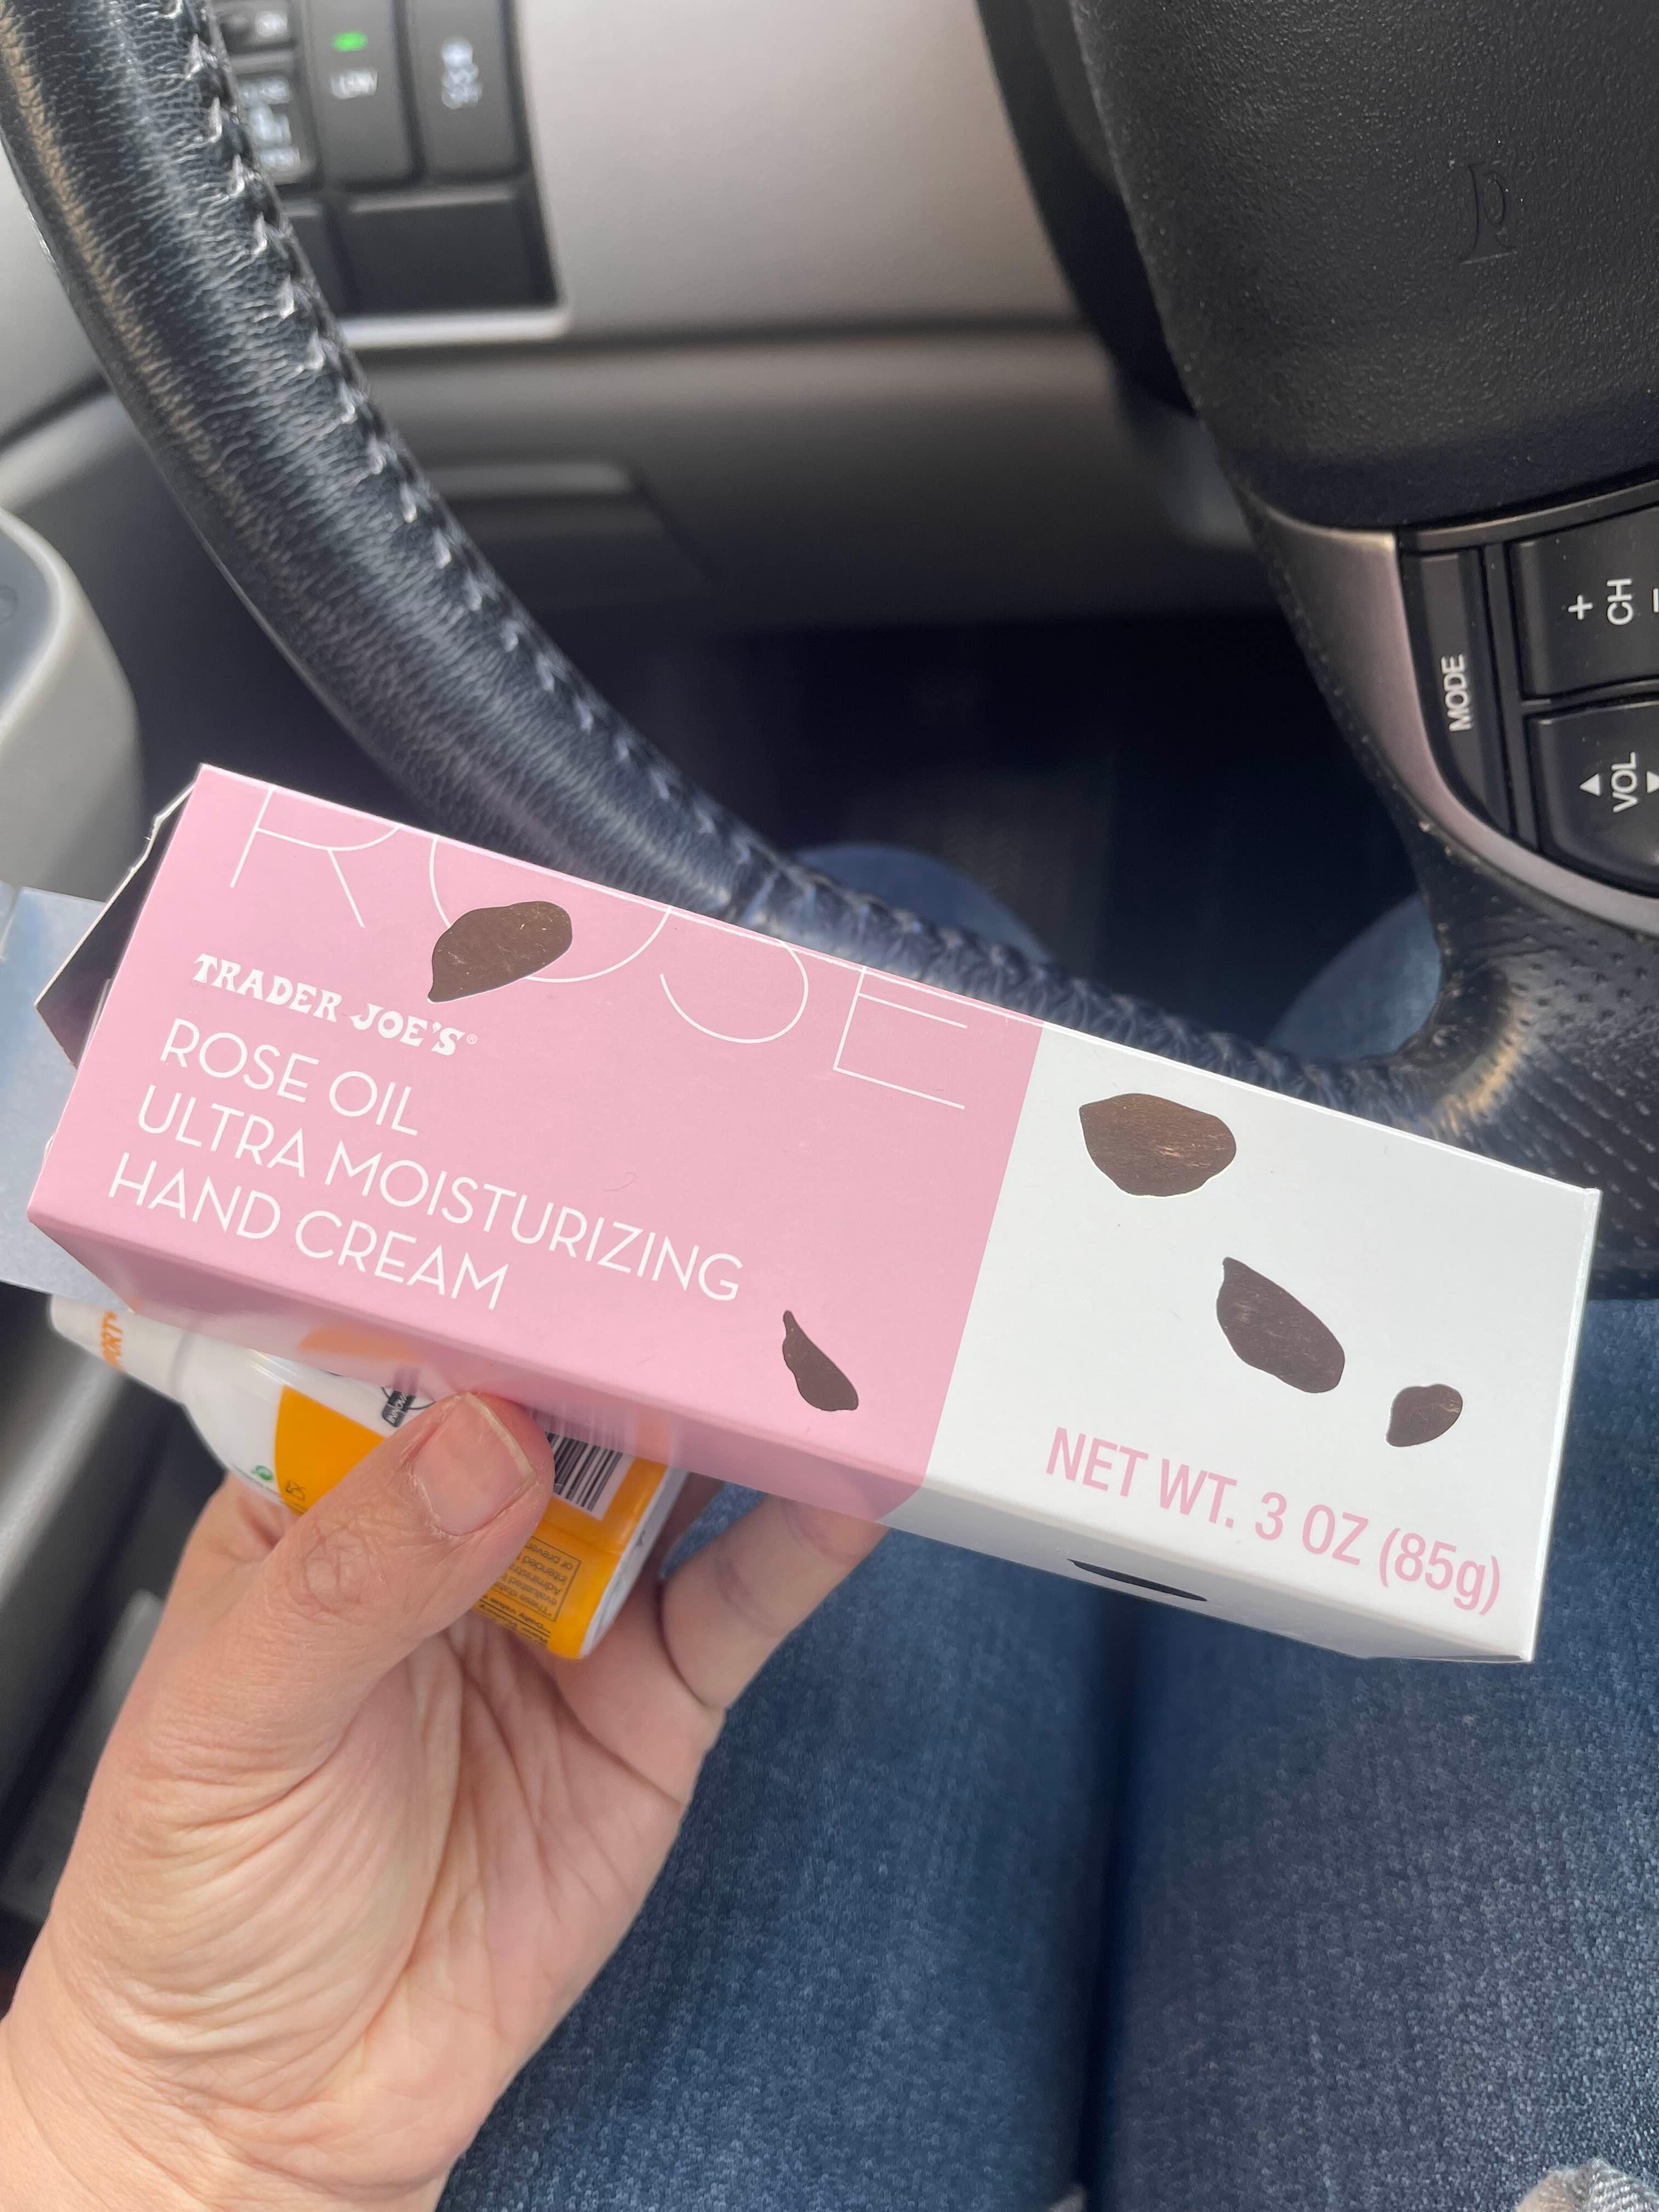 ROSE
TRADER JOE'S®
ROSE OIL
ULTRA MOISTURIZING
HAND CREAM
NET WT. 3 OZ (85g)
MODE
+ CH −
VOL